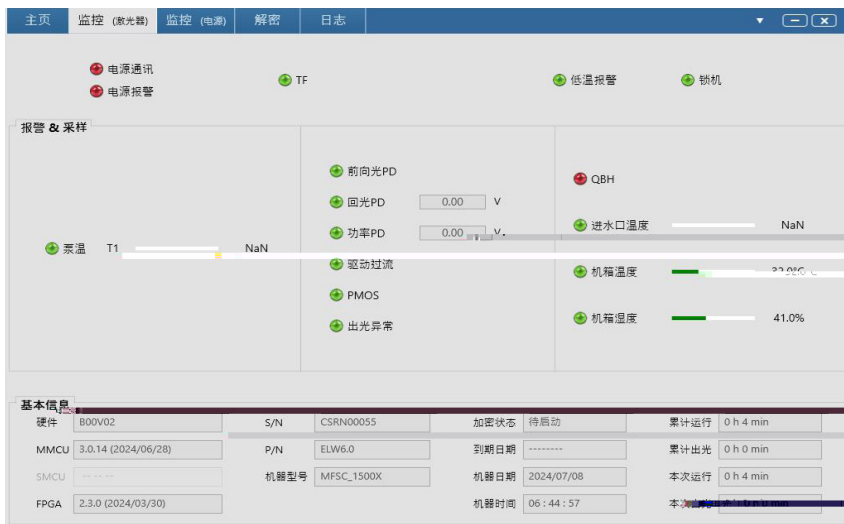 主页 监控 (激光器) 监控 (电源) 解密 日志
电源通讯
电源报警
TF
低温报警
锁机
报警 & 采样
泵温 T1 NaN
前向光PD
回光PD 0.00 V
功率PD 0.00 V
驱动过流
PMOS
出光异常
QBH
进水口温度 NaN
机箱温度
机箱湿度 41.0%
基本信息
硬件 B00V02 S/N CSRN00055 加密状态 待启动 累计运行 0 h 4 min
MMCU 3.0.14 (2024/06/28) P/N ELW6.0 到期日期 -------- 累计出光 0 h 0 min
SMCU -- -- -- 机器型号 MFSC_1500X 机器日期 2024/07/08 本次运行 0 h 4 min
FPGA 2.3.0 (2024/03/30) 机器时间 06 : 44 : 57